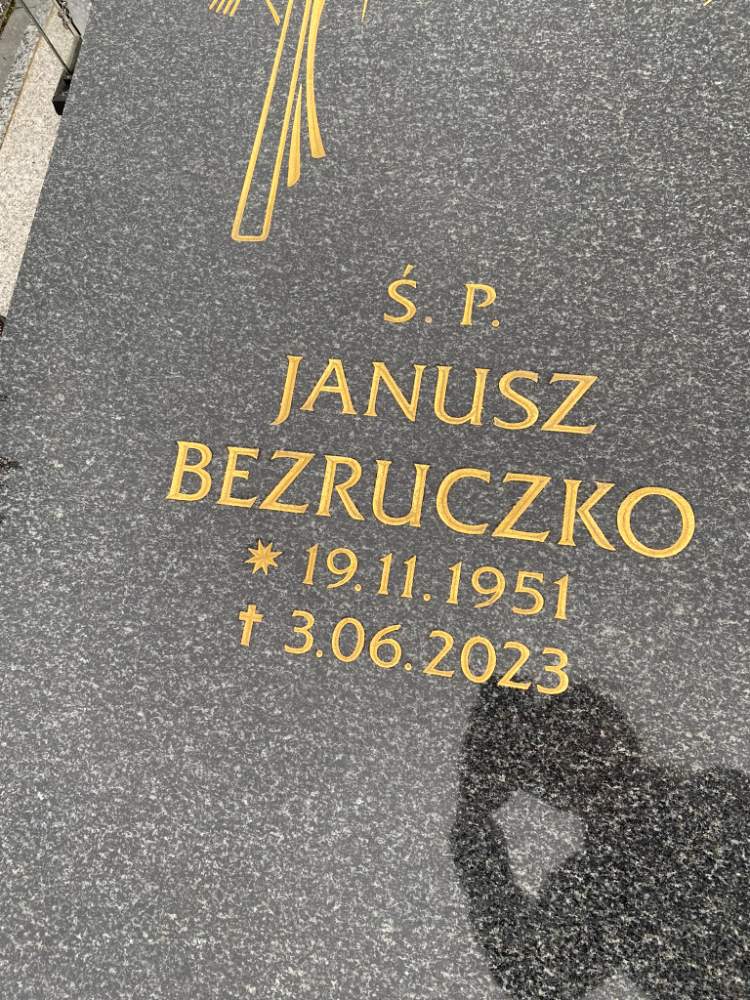 Ś. P.
JANUSZ
BEZRUCZKO
* 19.11.1951
† 3.06.2023